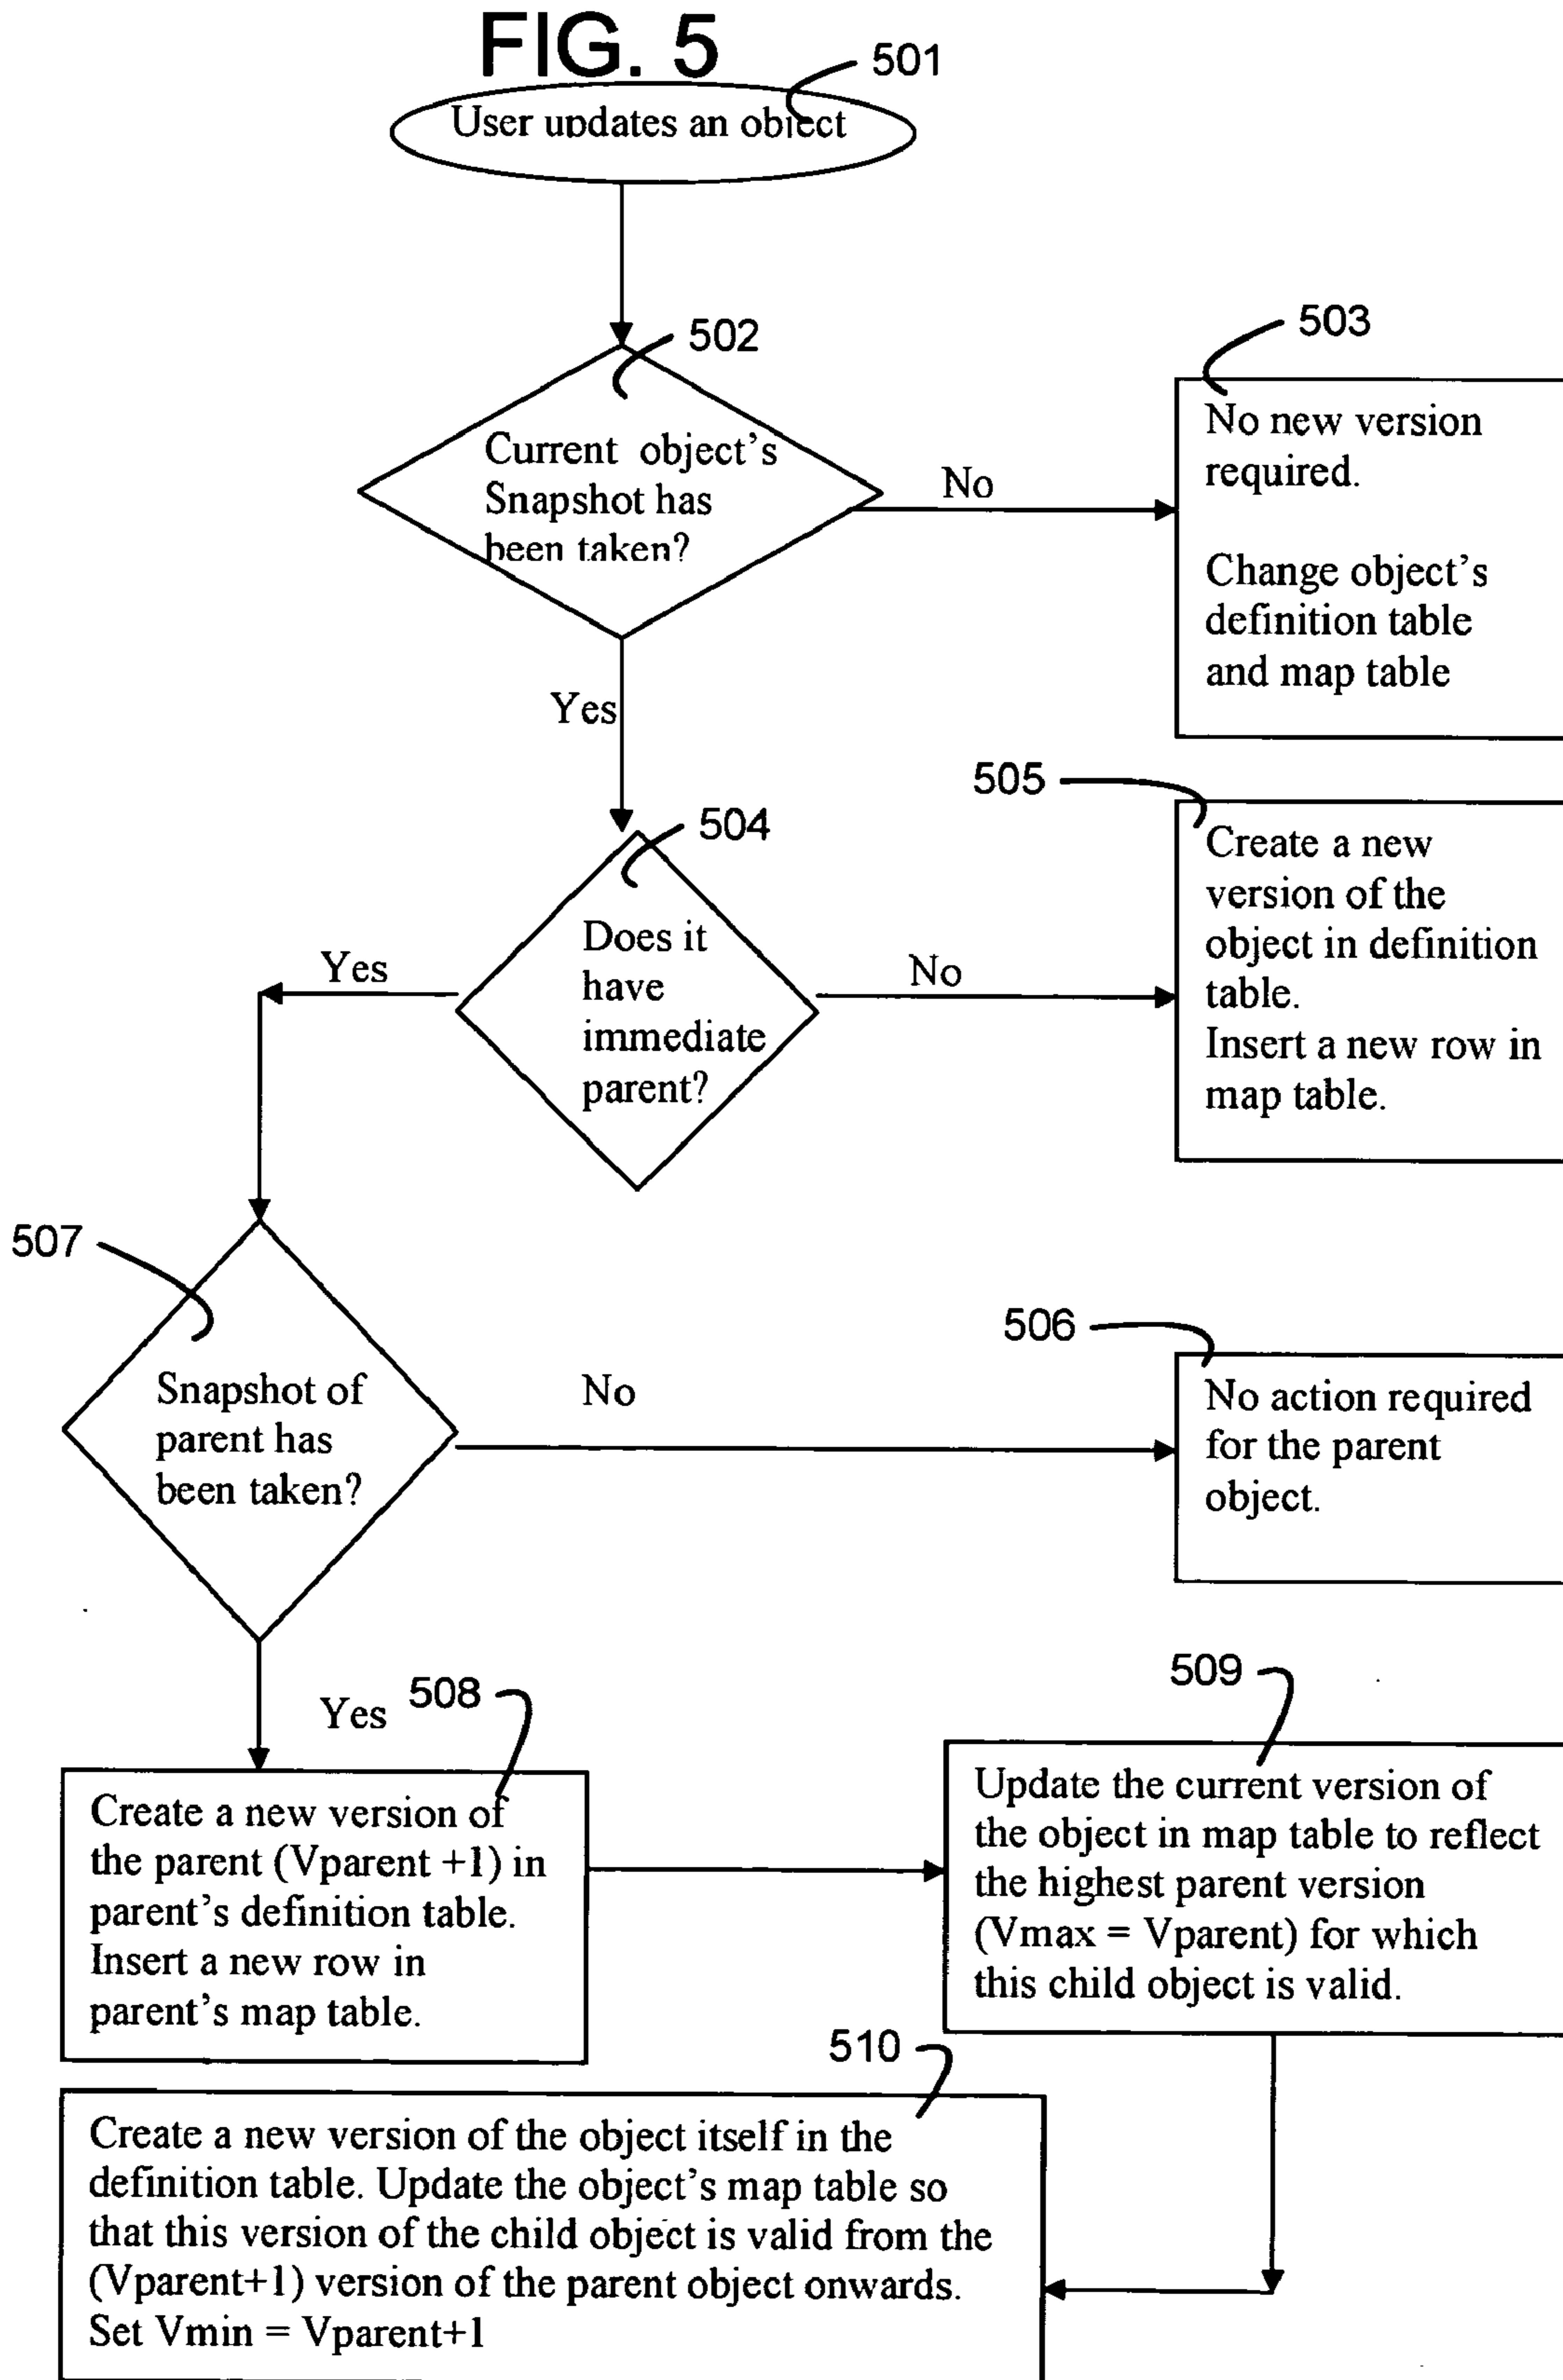 FIG. 5
501
User updates an object
502
Current object's
Snapshot has
been taken?
No
503
No new version
required.
Change object's
definition table
and map table
Yes
504
Does it
have
immediate
parent?
Yes
No
505
Create a new
version of the
object in definition
table.
Insert a new row in
map table.
507
Snapshot of
parent has
been taken?
No
506
No action required
for the parent
object.
Yes
508
Create a new version of
the parent (Vparent +1) in
parent's definition table.
Insert a new row in
parent's map table.
509
Update the current version of
the object in map table to reflect
the highest parent version
(Vmax = Vparent) for which
this child object is valid.
510
Create a new version of the object itself in the
definition table. Update the object's map table so
that this version of the child object is valid from the
(Vparent+1) version of the parent object onwards.
Set Vmin = Vparent+1